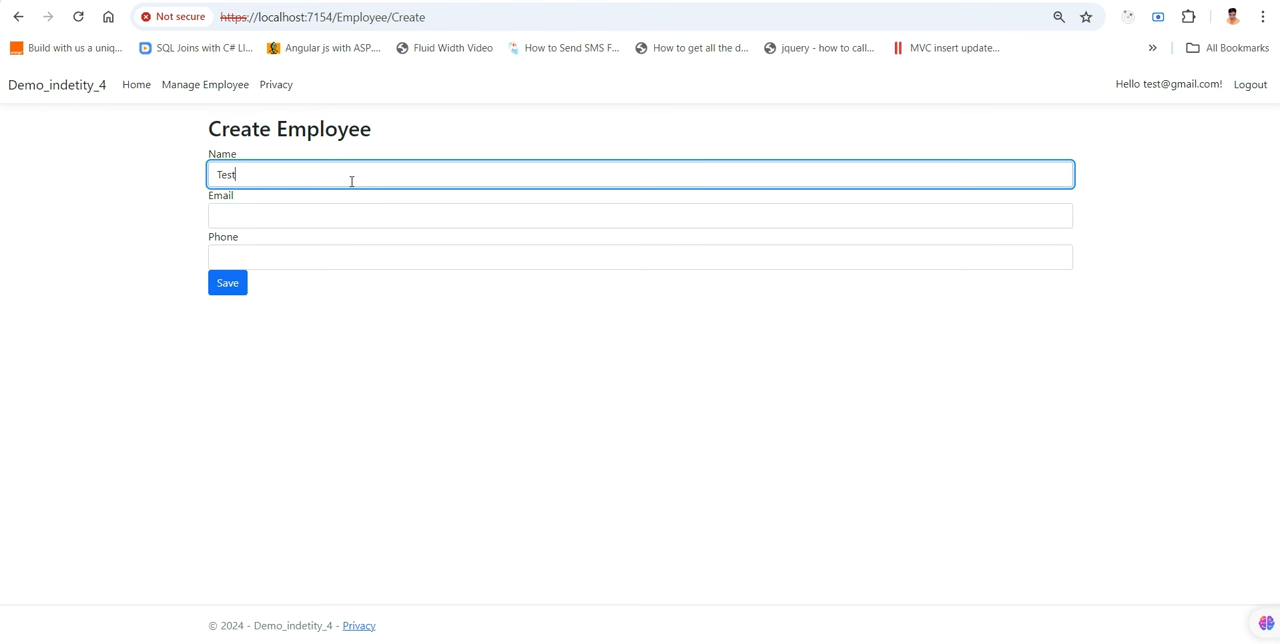 Not secure https://localhost:7154/Employee/Create
Build with us a uniq... SQL Joins with C# LI... Angular js with ASP.... Fluid Width Video How to Send SMS F... How to get all the d... jquery - how to call... MVC insert update... » All Bookmarks
Demo_indetity_4 Home Manage Employee Privacy Hello test@gmail.com! Logout
Create Employee
Name
Test
Email
Phone
Save
© 2024 - Demo_indetity_4 - Privacy